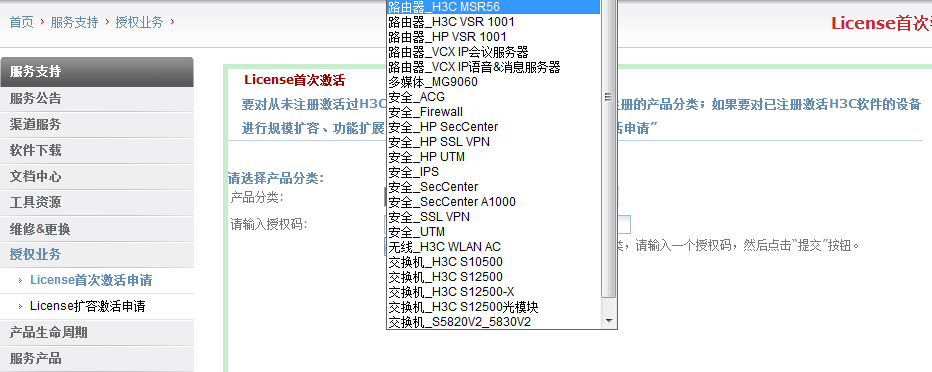 首页 > 服务支持 > 授权业务 >
License首次
服务支持
服务公告
渠道服务
软件下载
文档中心
工具资源
维修&更换
授权业务
License首次激活申请
License扩容激活申请
产品生命周期
服务产品
License首次激活
要对从未注册激活过H3C
册的产品分类；如果要对已注册激活H3C软件的设备
进行规模扩容、功能扩展
活申请”
请选择产品分类：
产品分类：
请输入授权码：
类，请输入一个授权码，然后点击“提交”按钮。
路由器_H3C MSR56
路由器_H3C VSR 1001
路由器_HP VSR 1001
路由器_VCX IP会议服务器
路由器_VCX IP语音&消息服务器
多媒体_MG9060
安全_ACG
安全_Firewall
安全_HP SecCenter
安全_HP SSL VPN
安全_HP UTM
安全_IPS
安全_SecCenter
安全_SecCenter A1000
安全_SSL VPN
安全_UTM
无线_H3C WLAN AC
交换机_H3C S10500
交换机_H3C S12500
交换机_H3C S12500-X
交换机_H3C S12500光模块
交换机_S5820V2_5830V2